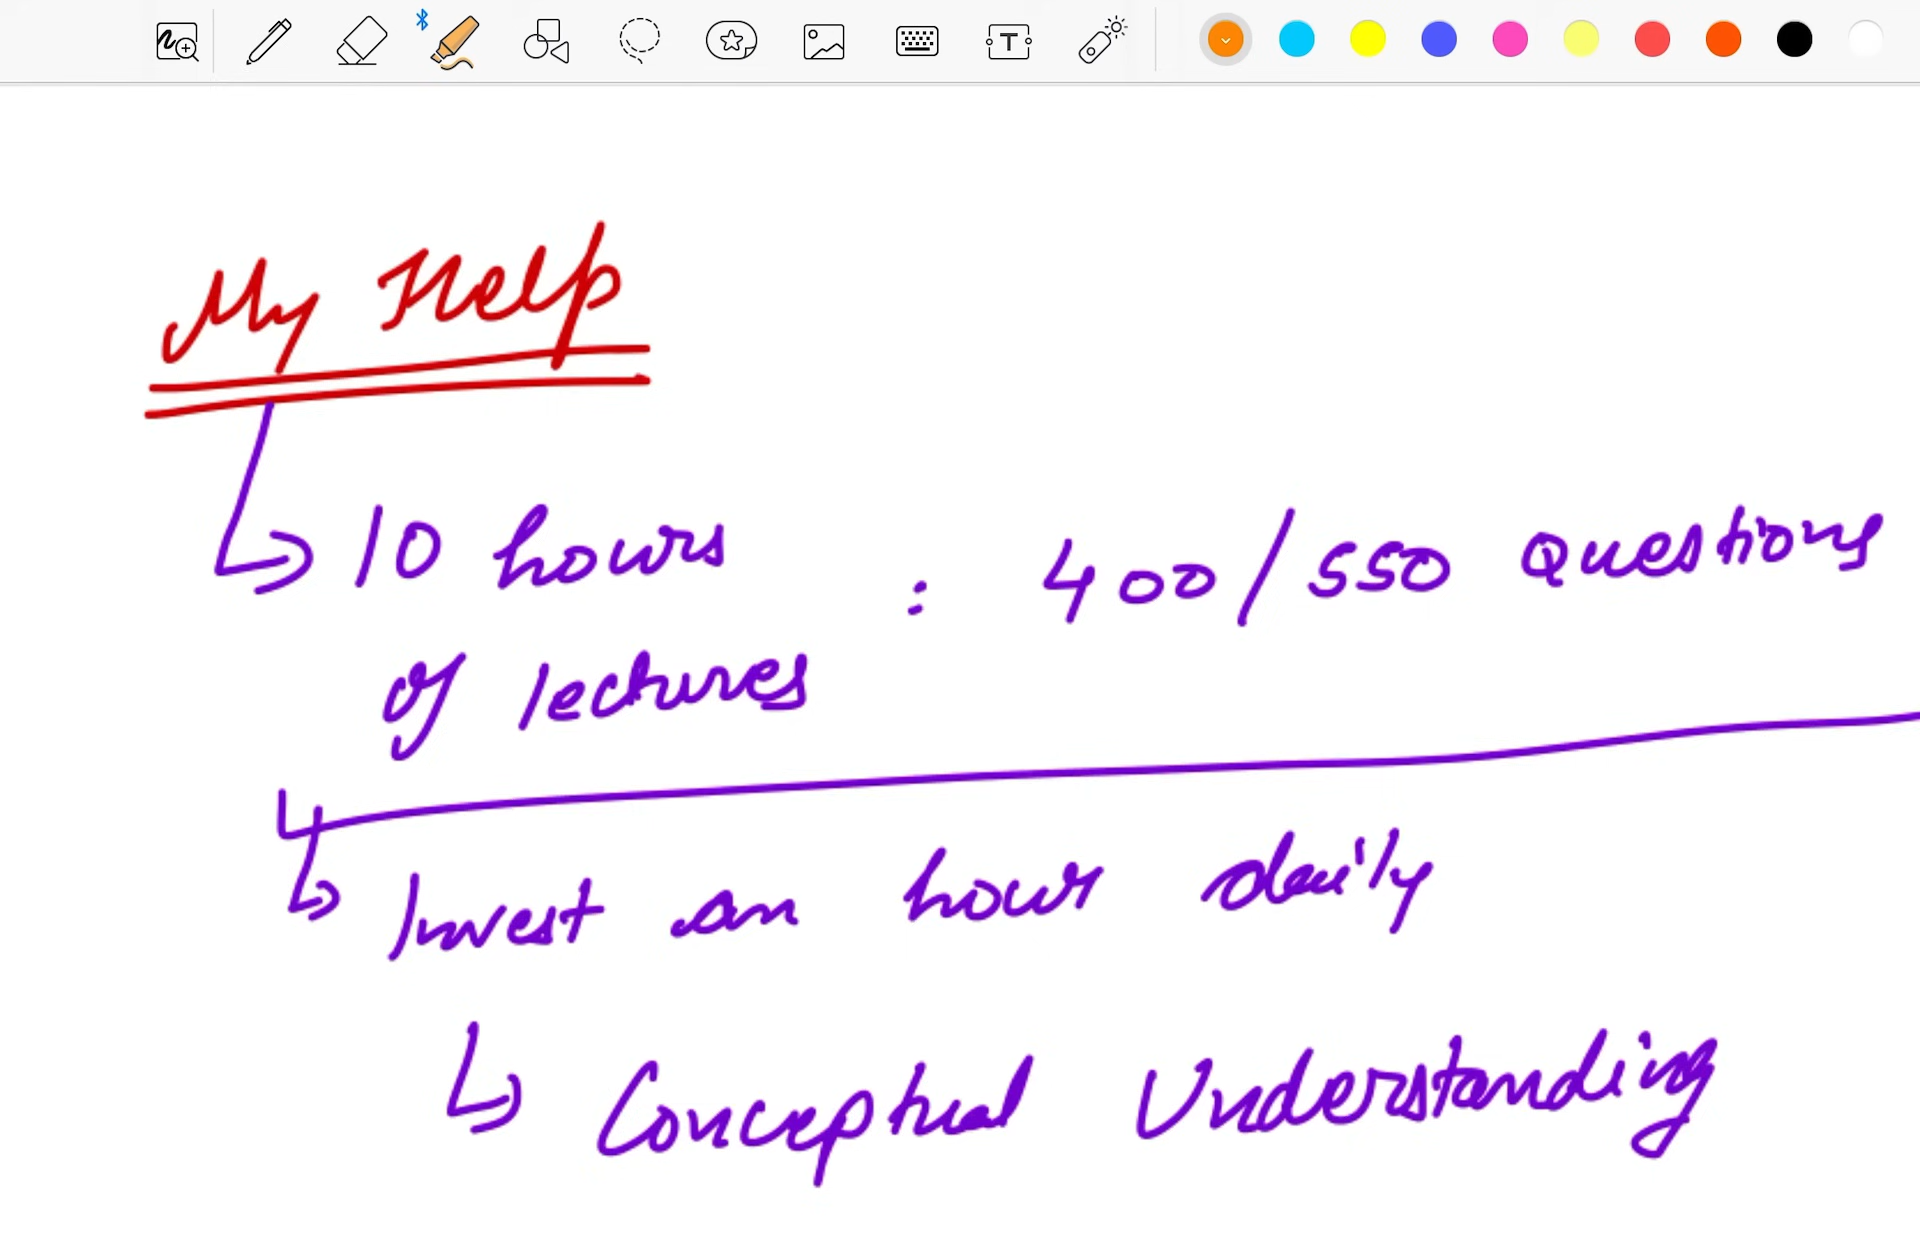 My Help
↳ 10 hours : 400/550 Questions
of lectures
↳ Invest an hour daily
↳ Conceptual Understanding